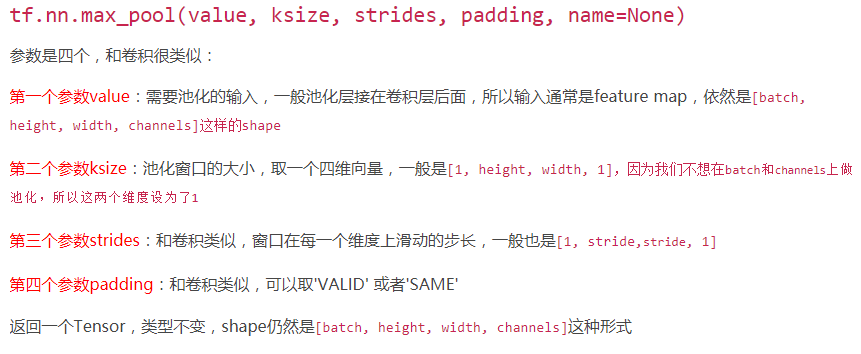 tf.nn.max_pool(value, ksize, strides, padding, name=None)
参数是四个，和卷积很类似：
第一个参数value：需要池化的输入，一般池化层接在卷积层后面，所以输入通常是feature map，依然是[batch,
height, width, channels]这样的shape
第二个参数ksize：池化窗口的大小，取一个四维向量，一般是[1, height, width, 1]，因为我们不想在batch和channels上做
池化，所以这两个维度设为了1
第三个参数strides：和卷积类似，窗口在每一个维度上滑动的步长，一般也是[1, stride,stride, 1]
第四个参数padding：和卷积类似，可以取'VALID' 或者'SAME'
返回一个Tensor，类型不变，shape仍然是[batch, height, width, channels]这种形式